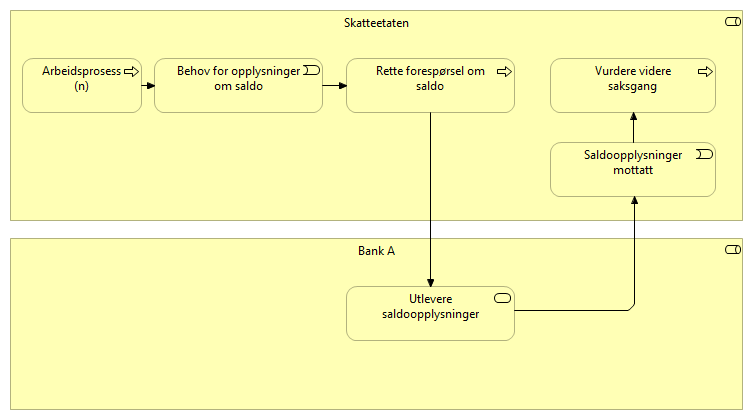 Skatteetaten
Arbeidsprosess
(n)
Behov for opplysninger
om saldo
Rette forespørsel om
saldo
Vurdere videre
saksgang
Saldoopplysninger
mottatt
Bank A
Utlevere
saldoopplysninger